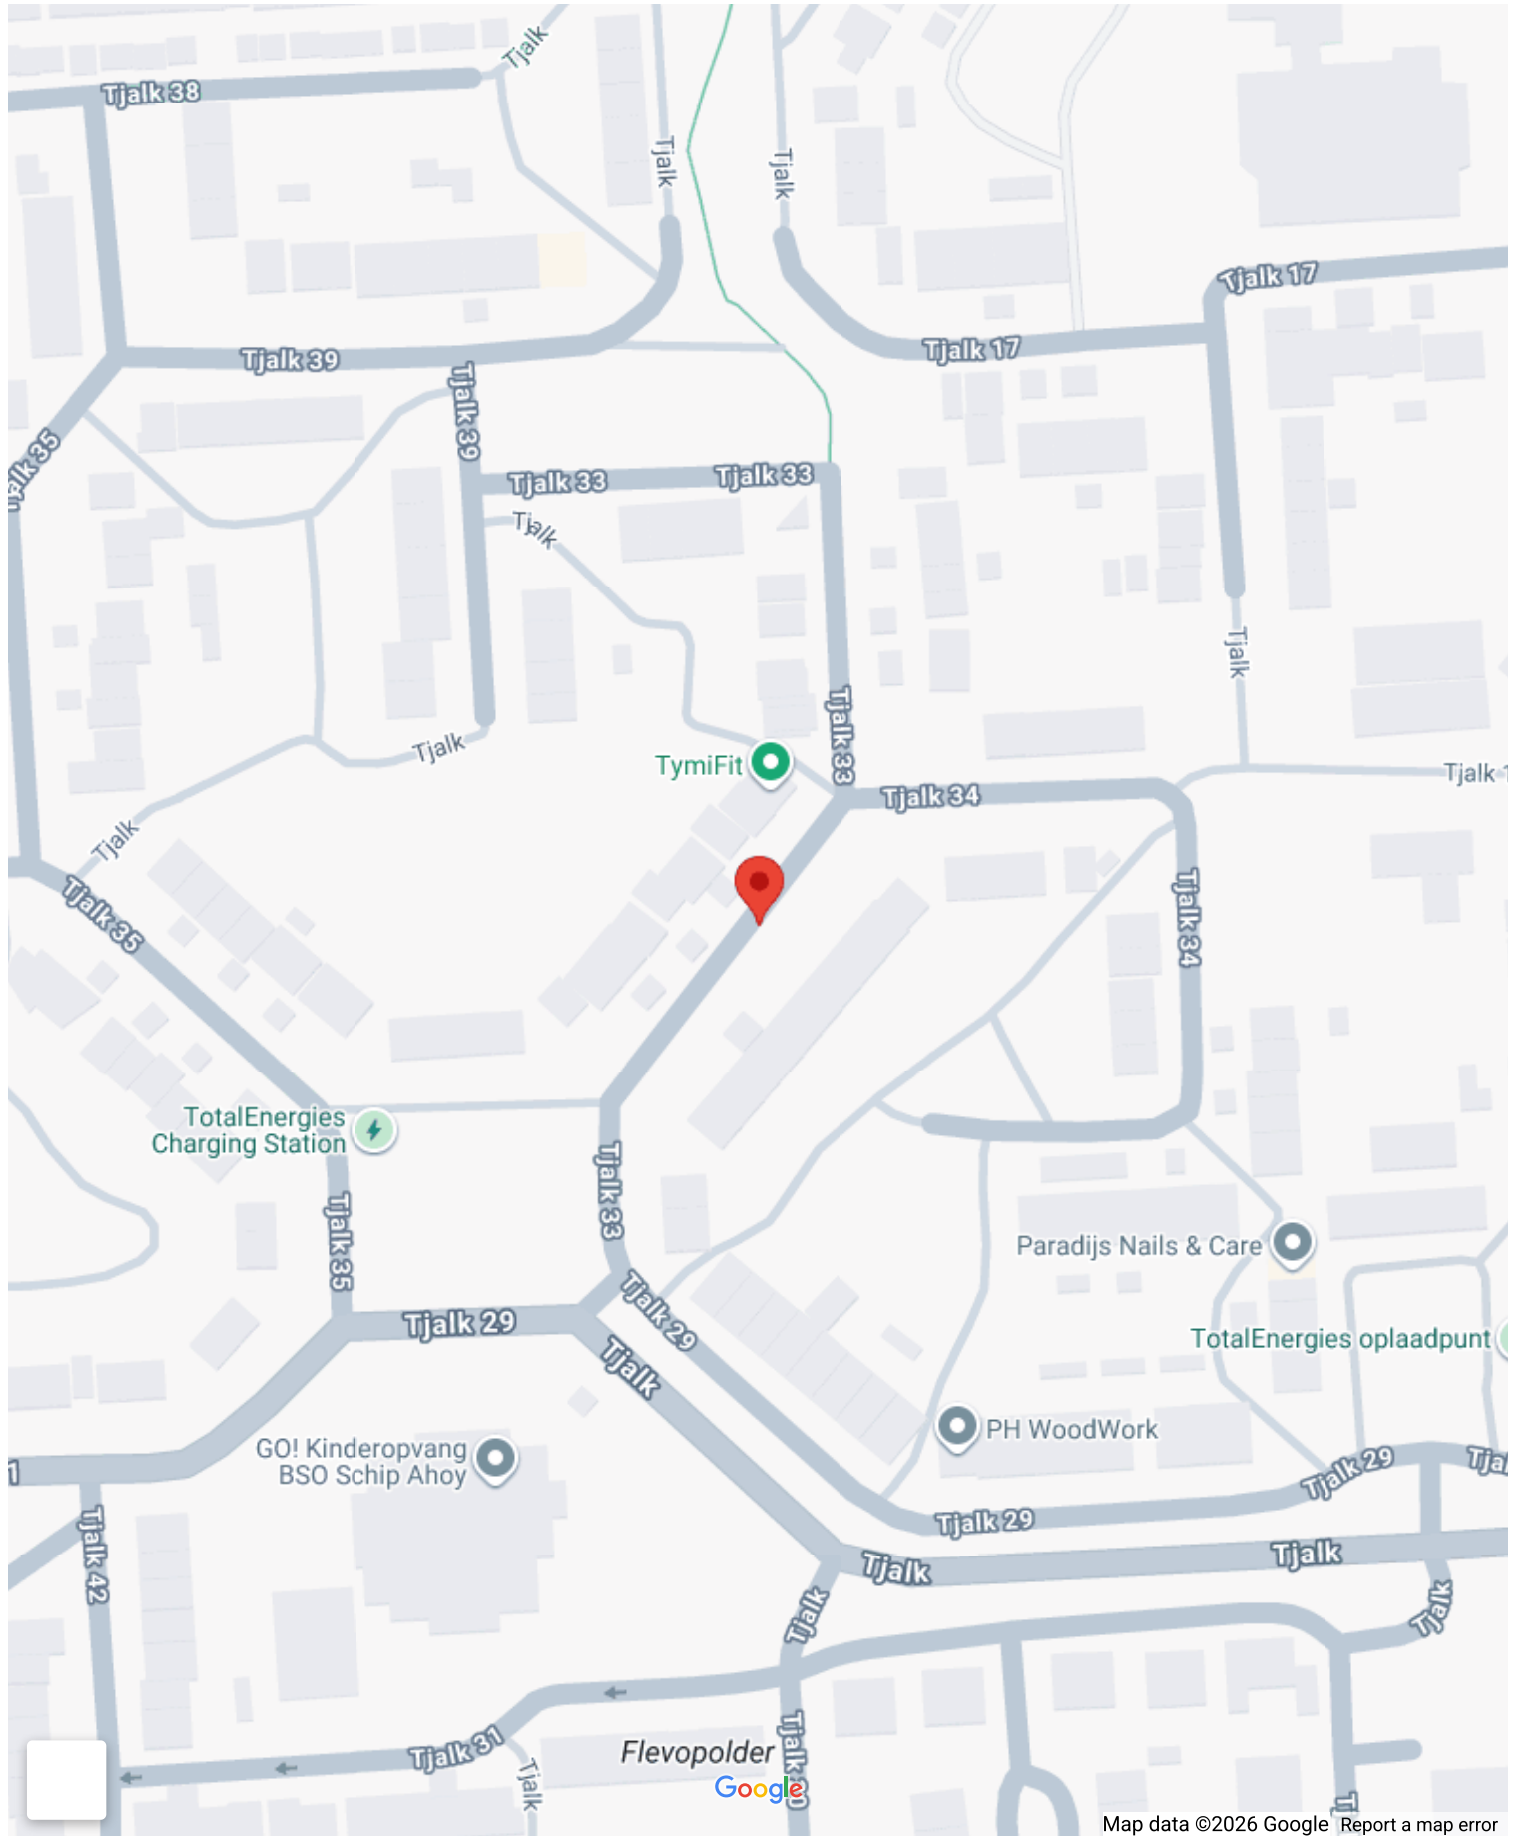 Tjalk
Tjalk 38
Tjalk
Tjalk
Tjalk 17
Tjalk 17
Tjalk 39
Tjalk 39
Tjalk 33
Tjalk 33
Tjalk
Tjalk
Tjalk 33
Tjalk
TymiFit
Tjalk
Tjalk 34
Tjalk
Tjalk 35
Tjalk 34
TotalEnergies
Charging Station
Tjalk 33
Tjalk 35
Paradijs Nails & Care
Tjalk 29
Tjalk 29
TotalEnergies oplaadpunt
Tjalk
PH WoodWork
GO! Kinderopvang
BSO Schip Ahoy
Tjalk 29
Tjalk 29
Tjalk 42
Tjalk
Tjalk
Tjalk
Tjalk
Tjalk 31
Flevopolder
Tjalk
Google
Map data ©2026 Google
Report a map error